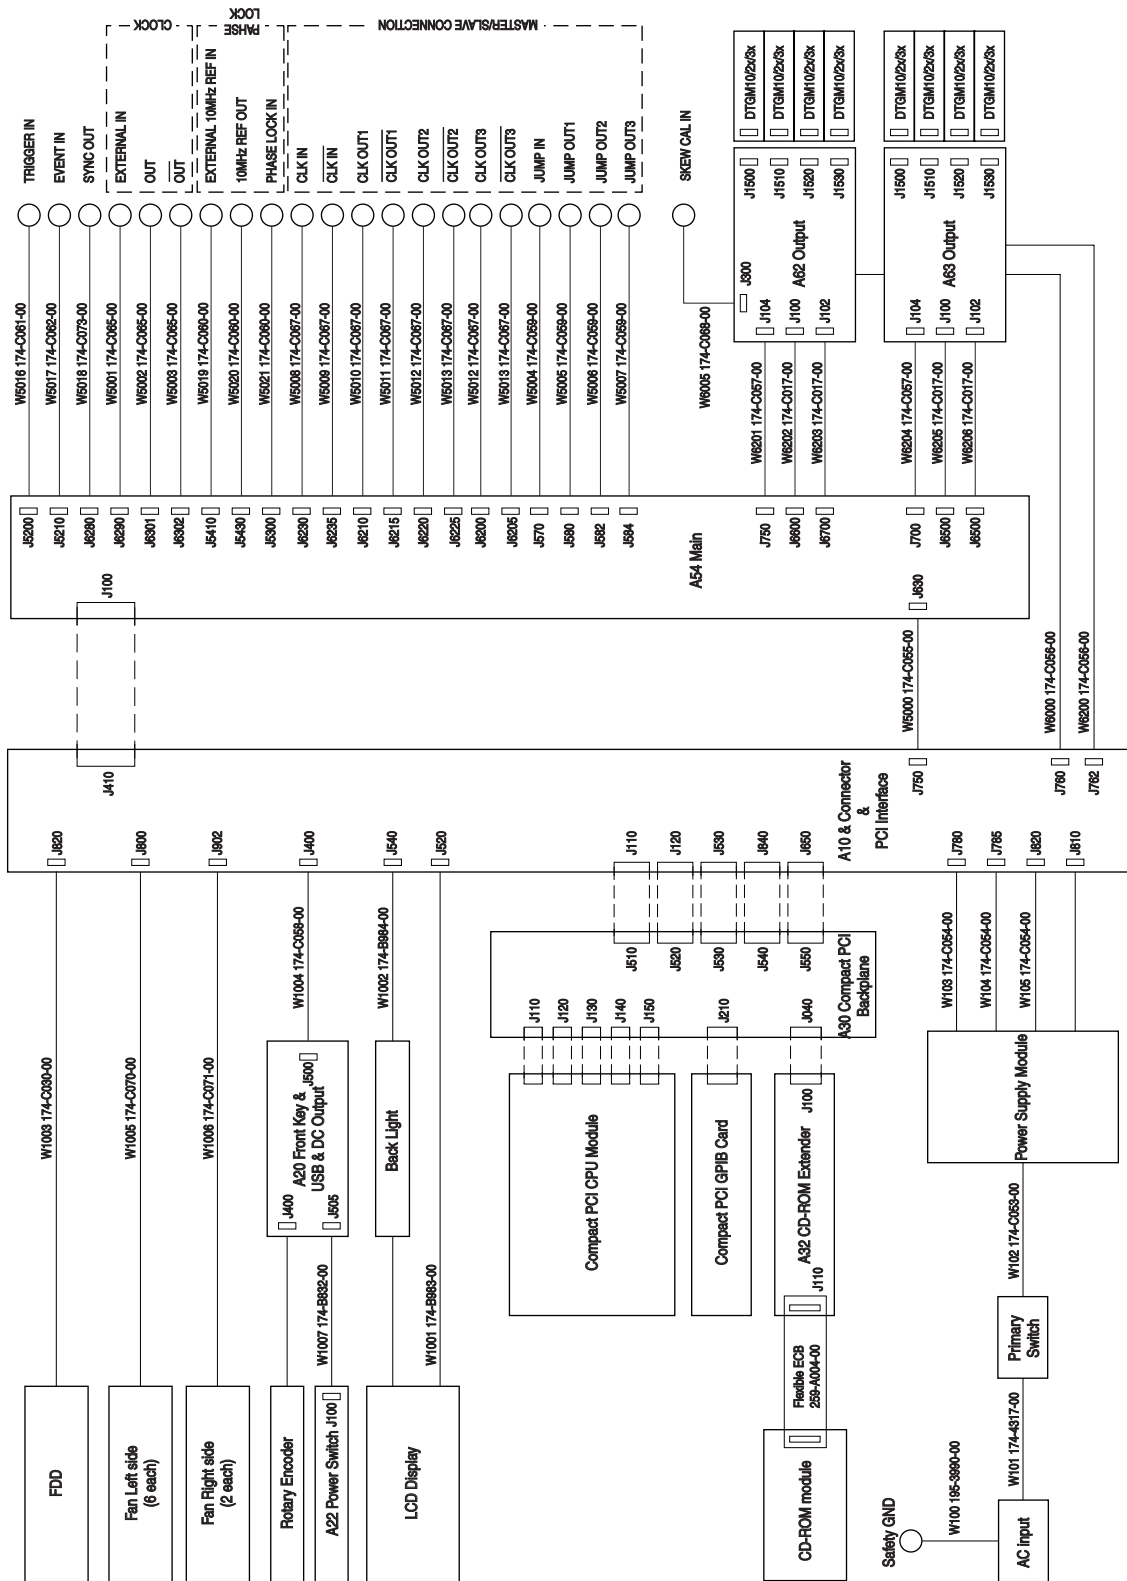 CLOCK
PAHSE
LOCK
MASTER/SLAVE CONNECTION
TRIGGER IN
EVENT IN
SYNC OUT
EXTERNAL IN
OUT
OUT
EXTERNAL 10MHz REF IN
10MHz REF OUT
PHASE LOCK IN
CLK IN
CLK IN
CLK OUT1
CLK OUT1
CLK OUT2
CLK OUT2
CLK OUT3
CLK OUT3
JUMP IN
JUMP OUT1
JUMP OUT2
JUMP OUT3
SKEW CAL IN
DTGM10/2x/3x
DTGM10/2x/3x
DTGM10/2x/3x
DTGM10/2x/3x
DTGM10/2x/3x
DTGM10/2x/3x
DTGM10/2x/3x
DTGM10/2x/3x
J1500
J1510
J1520
J1530
J1500
J1510
J1520
J1530
J300
A62 Output
A63 Output
J104
J100
J102
J104
J100
J102
W5016 174-C061-00
W5017 174-C062-00
W5018 174-C073-00
W5001 174-C065-00
W5002 174-C065-00
W5003 174-C065-00
W5019 174-C060-00
W5020 174-C060-00
W5021 174-C060-00
W5008 174-C067-00
W5009 174-C067-00
W5010 174-C067-00
W5011 174-C067-00
W5012 174-C067-00
W5013 174-C067-00
W5012 174-C067-00
W5013 174-C067-00
W5004 174-C059-00
W5005 174-C059-00
W5006 174-C059-00
W5007 174-C059-00
W6005 174-C068-00
W6201 174-C057-00
W6202 174-C017-00
W6203 174-C017-00
W6204 174-C057-00
W6205 174-C017-00
W6206 174-C017-00
J5200
J5210
J6280
J6290
J6301
J6302
J5410
J5430
J5300
J6230
J6235
J6210
J6215
J6220
J6225
J6200
J6205
J570
J580
J582
J584
J750
J6600
J6700
J700
J6500
J6500
A54 Main
J100
J630
W5000 174-C055-00
W6000 174-C056-00
W6200 174-C056-00
J410
J750
J760
J762
A10 & Connector
&
PCI Interface
J820
J800
J902
J400
J540
J520
J110
J120
J530
J840
J650
J780
J785
J820
J810
W1003 174-C030-00
W1005 174-C070-00
W1006 174-C071-00
W1004 174-C058-00
W1002 174-B984-00
W103 174-C054-00
W104 174-C054-00
W105 174-C054-00
J510
J520
J530
J540
J550
A30 Compact PCI
Backplane
J110
J120
J130
J140
J150
J210
J040
J500
A20 Front Key &
USB & DC Output
J400
J505
Back Light
Compact PCI CPU Module
Compact PCI GPIB Card
J100
A32 CD-ROM Extender
J110
Power Supply Module
W1007 174-B832-00
W1001 174-B983-00
W102 174-C053-00
Flexible ECB
259-A004-00
Primary
Switch
W101 174-4317-00
W100 195-3990-00
FDD
Fan Left side
(6 each)
Fan Right side
(2 each)
Rotary Encoder
A22 Power Switch J100
LCD Display
CD-ROM module
Safety GND
AC input